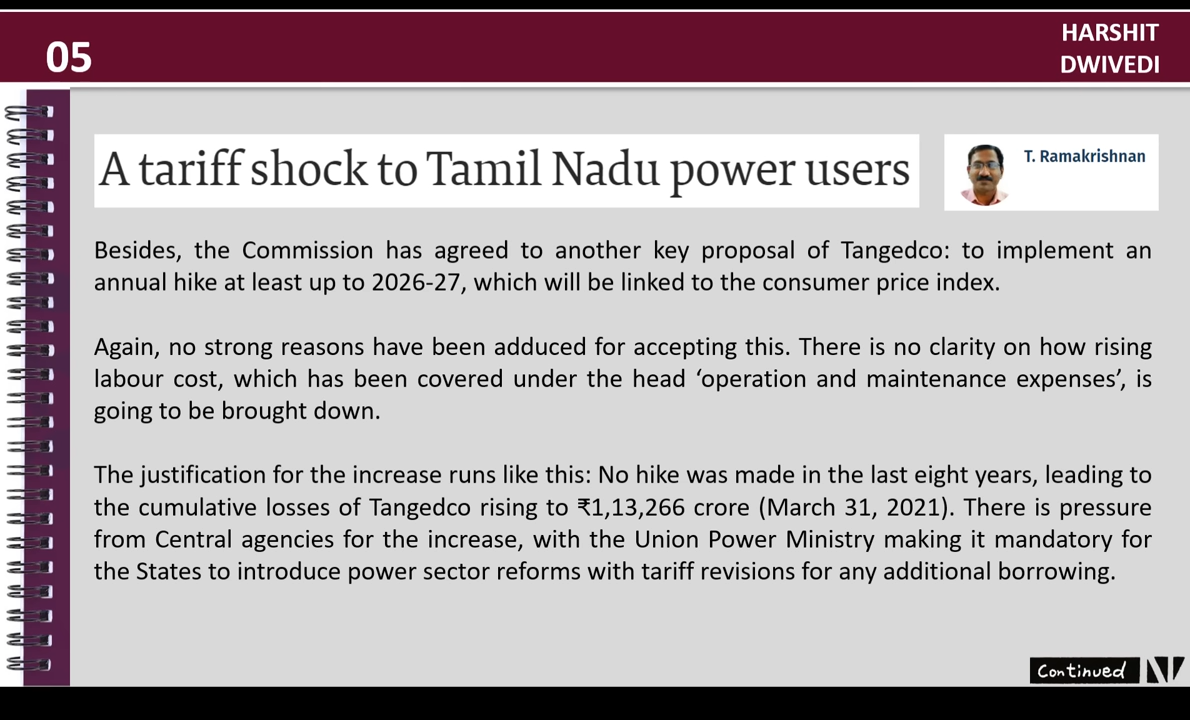 05
HARSHIT
DWIVEDI
A tariff shock to Tamil Nadu power users
T. Ramakrishnan
Besides, the Commission has agreed to another key proposal of Tangedco: to implement an
annual hike at least up to 2026-27, which will be linked to the consumer price index.
Again, no strong reasons have been adduced for accepting this. There is no clarity on how rising
labour cost, which has been covered under the head ‘operation and maintenance expenses’, is
going to be brought down.
The justification for the increase runs like this: No hike was made in the last eight years, leading to
the cumulative losses of Tangedco rising to ₹1,13,266 crore (March 31, 2021). There is pressure
from Central agencies for the increase, with the Union Power Ministry making it mandatory for
the States to introduce power sector reforms with tariff revisions for any additional borrowing.
Continued